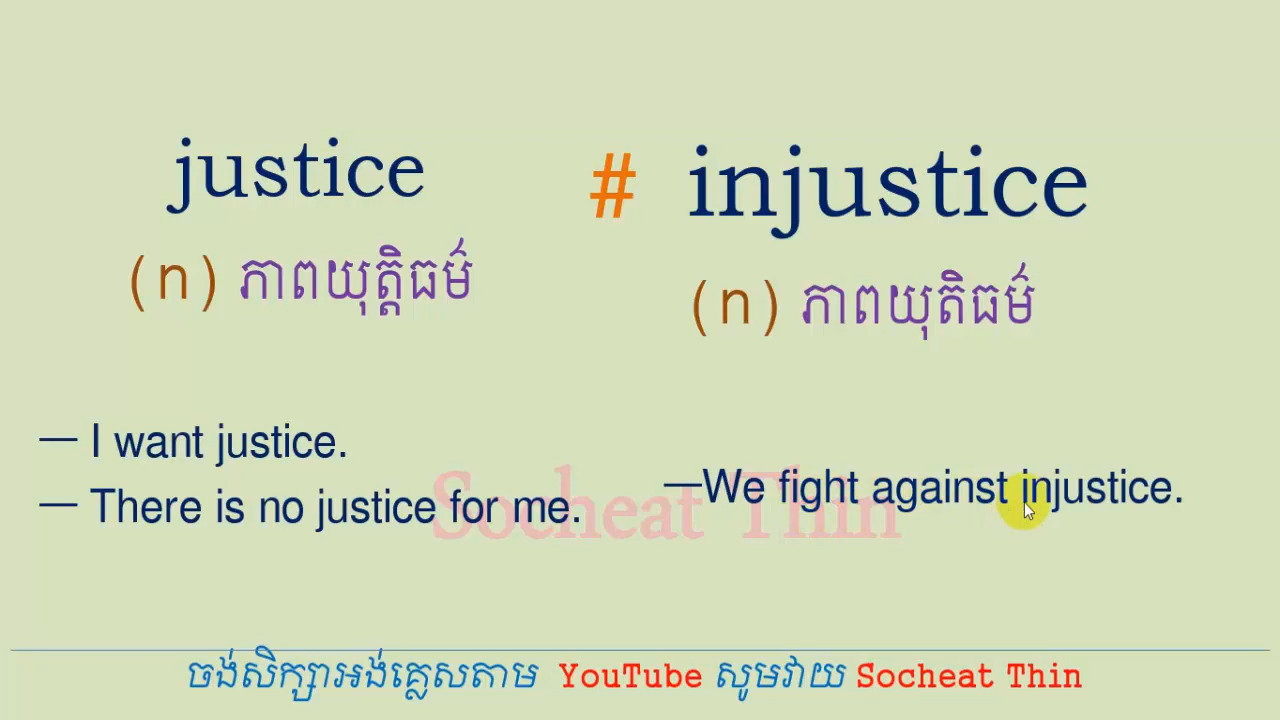 justice # injustice
(n) ភាពយុត្តិធម៌
(n) ភាពយុតិធម៌
— I want justice.
— There is no justice for me.
—We fight against injustice.
Socheat Thin
ចង់សិក្សាអង់គ្លេសតាម YouTube សូមវាយ Socheat Thin